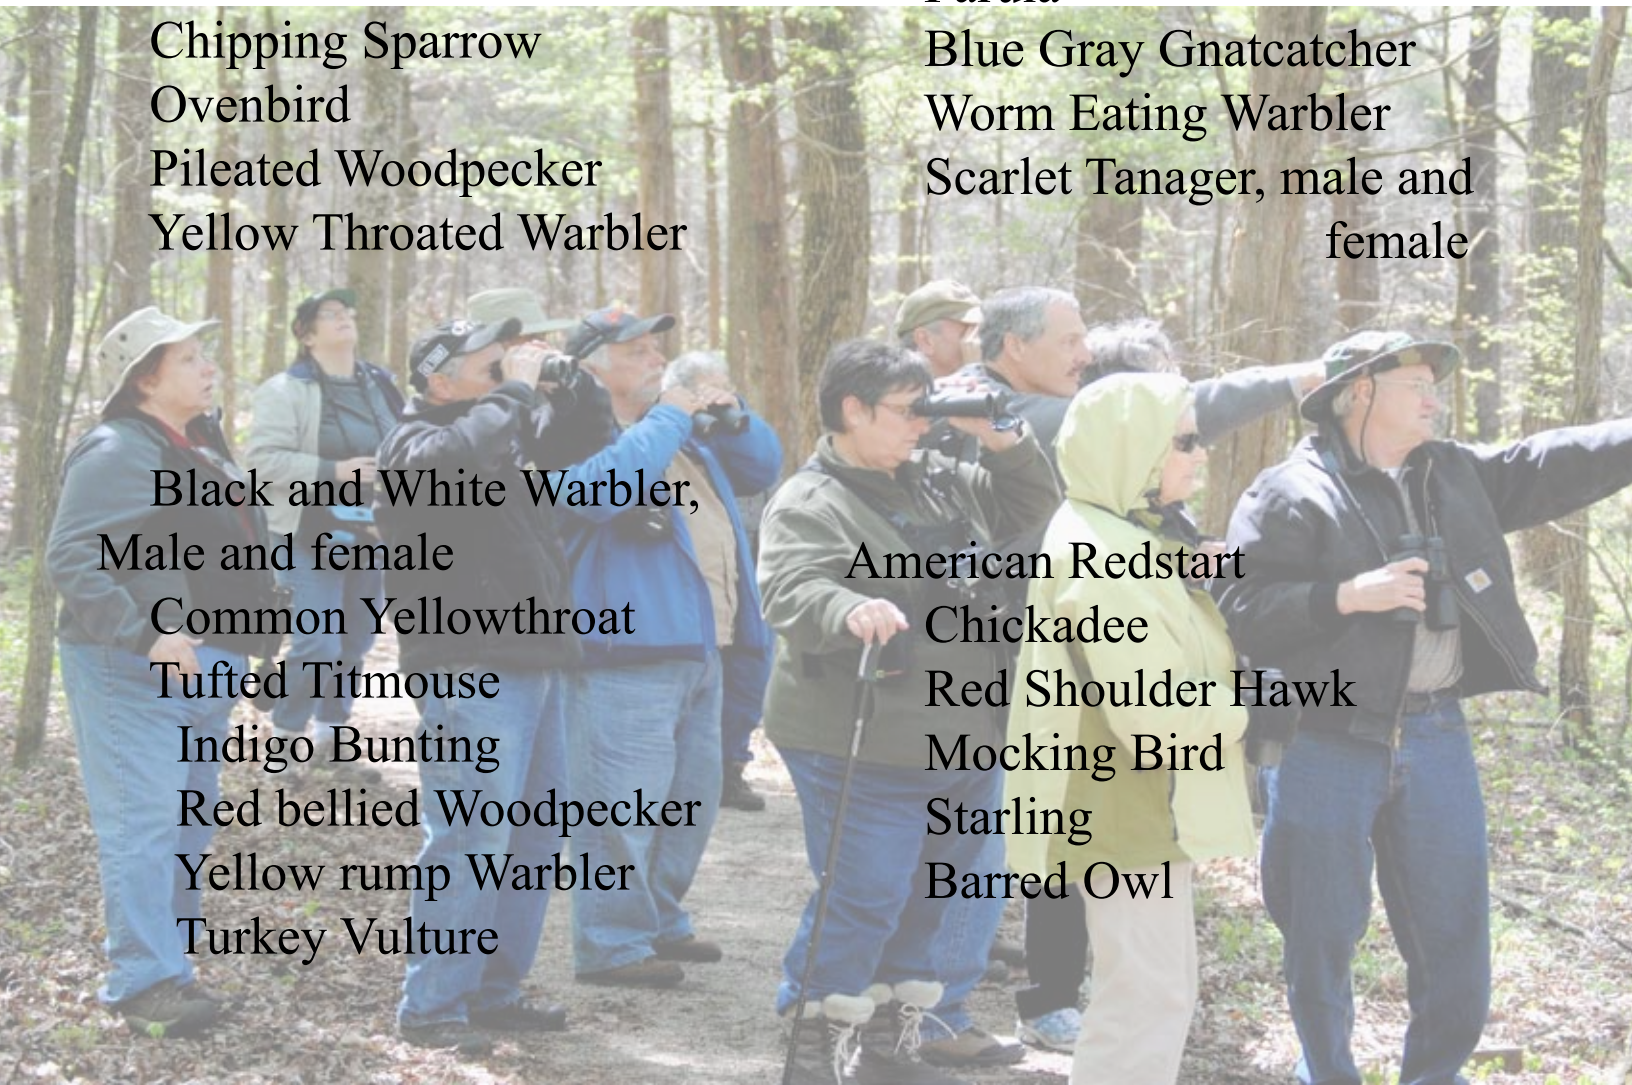 Chipping Sparrow
Ovenbird
Pileated Woodpecker
Yellow Throated Warbler
Black and White Warbler,
Male and female
Common Yellowthroat
Tufted Titmouse
Indigo Bunting
Red bellied Woodpecker
Yellow rump Warbler
Turkey Vulture
Blue Gray Gnatcatcher
Worm Eating Warbler
Scarlet Tanager, male and
female
American Redstart
Chickadee
Red Shoulder Hawk
Mocking Bird
Starling
Barred Owl